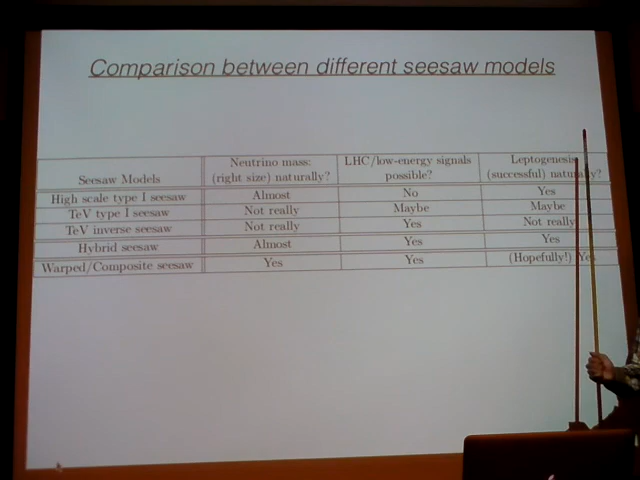 Comparison between different seesaw models
Seesaw Models | Neutrino mass: (right size) naturally? | LHC/low-energy signals possible? | Leptogenesis (successful) naturally?
High scale type I seesaw | Almost | No | Yes
TeV type I seesaw | Not really | Maybe | Maybe
TeV inverse seesaw | Not really | Yes | Not really
Hybrid seesaw | Almost | Yes | Yes
Warped/Composite seesaw | Yes | Yes | (Hopefully!) Yes